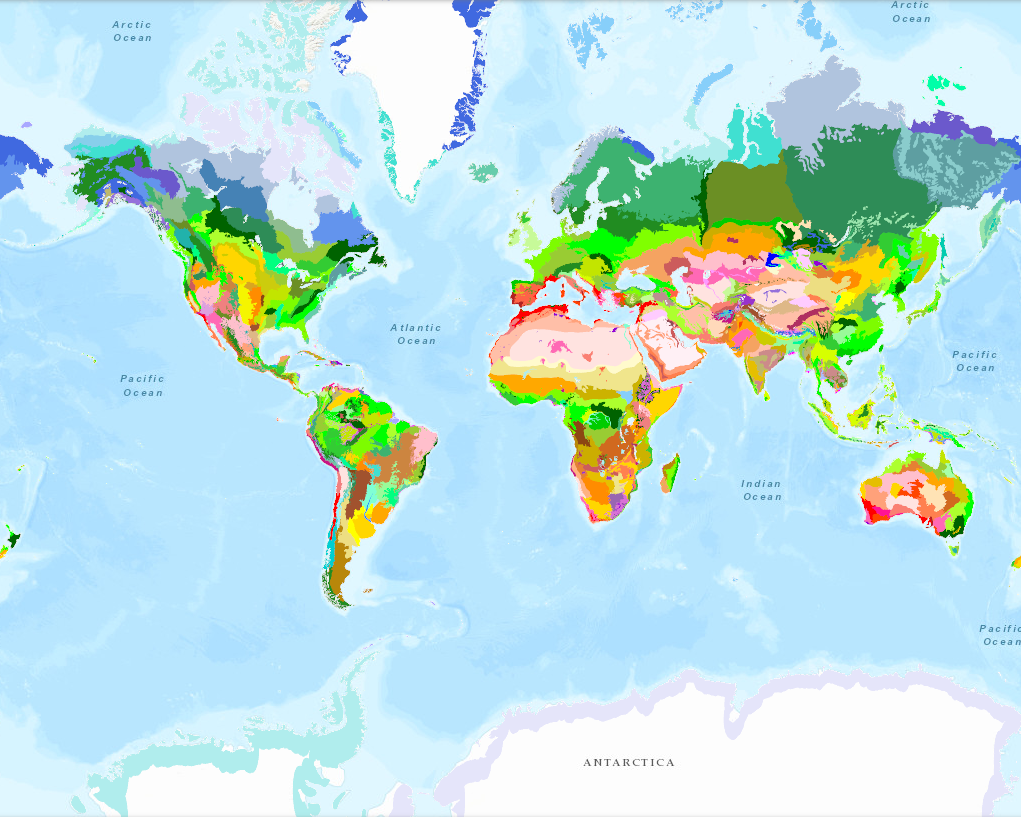 Arctic
Ocean
Arctic
Ocean
Atlantic
Ocean
Pacific
Ocean
Pacific
Ocean
Indian
Ocean
Pacific
Ocean
ANTARCTICA